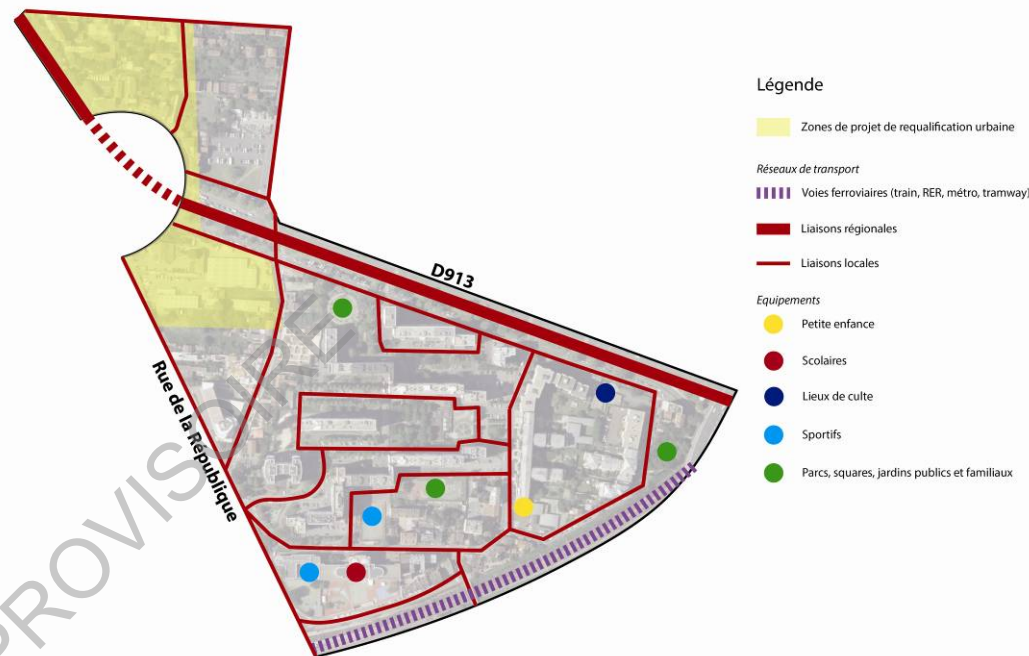 D913
Rue de la République
PROVISOIRE
Légende
Zones de projet de requalification urbaine
Réseaux de transport
Voies ferroviaires (train, RER, métro, tramway)
Liaisons régionales
Liaisons locales
Equipements
Petite enfance
Scolaires
Lieux de culte
Sportifs
Parcs, squares, jardins publics et familiaux